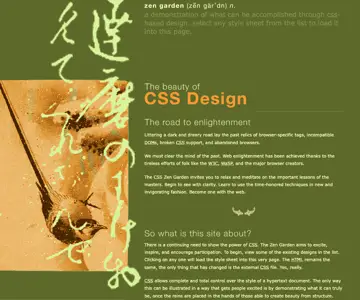 zen garden (zĕn gär'dn) n.
a demonstration of what can be accomplished through css-
based design. select any style sheet from the list to load it
into this page.
The beauty of
CSS Design
The road to enlightenment
Littering a dark and dreary road lay the past relics of browser-specific tags, incompatible
DOMs, broken CSS support, and abandoned browsers.
We must clear the mind of the past. Web enlightenment has been achieved thanks to the
tireless efforts of folk like the W3C, WaSP, and the major browser creators.
The CSS Zen Garden invites you to relax and meditate on the important lessons of the
masters. Begin to see with clarity. Learn to use the time-honored techniques in new and
invigorating fashion. Become one with the web.
So what is this site about?
There is a continuing need to show the power of CSS. The Zen Garden aims to excite,
inspire, and encourage participation. To begin, view some of the existing designs in the list.
Clicking on any one will load the style sheet into this very page. The HTML remains the
same, the only thing that has changed is the external CSS file. Yes, really.
CSS allows complete and total control over the style of a hypertext document. The only way
this can be illustrated in a way that gets people excited is by demonstrating what it can truly
be, once the reins are placed in the hands of those able to create beauty from structure.